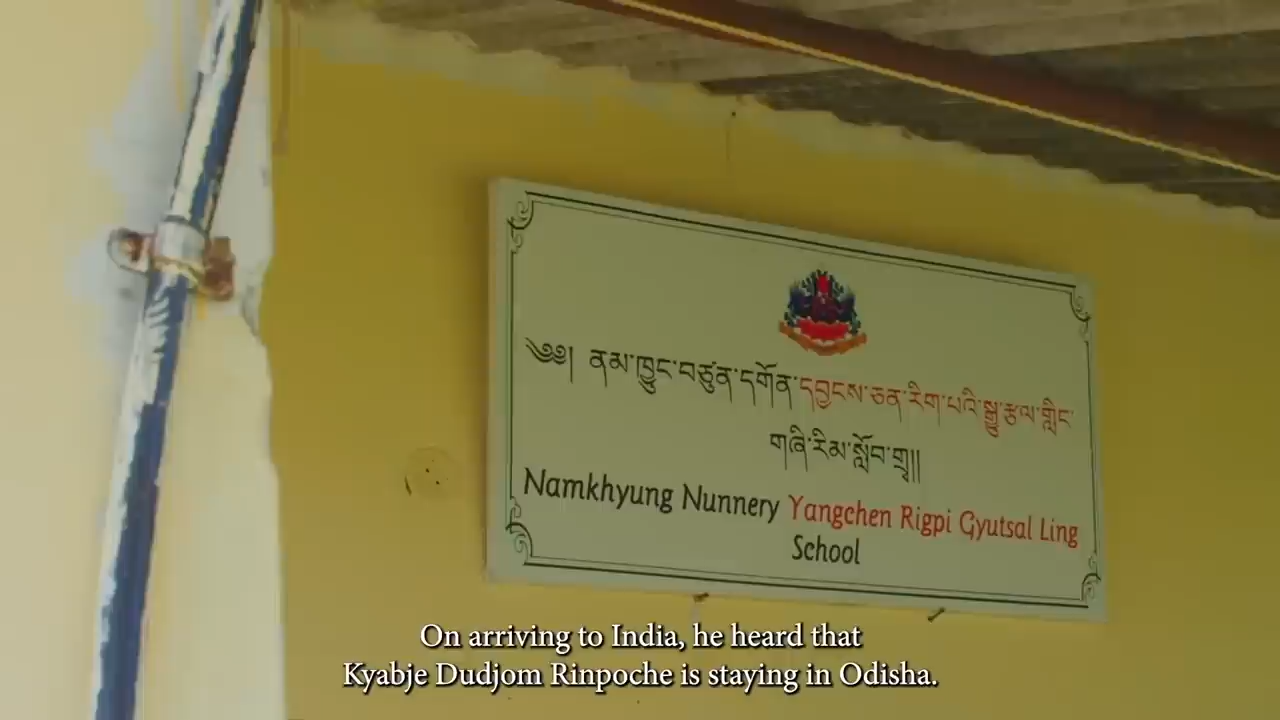 ༄༅། ནམ་ཁྱུང་བཙུན་དགོན་དབྱངས་ཅན་རིག་པའི་སྒྱུ་རྩལ་གླིང་
གཞི་རིམ་སློབ་གྲྭ།།
Namkhyung Nunnery Yangchen Rigpi Gyutsal Ling
School
On arriving to India, he heard that
Kyabje Dudjom Rinpoche is staying in Odisha.